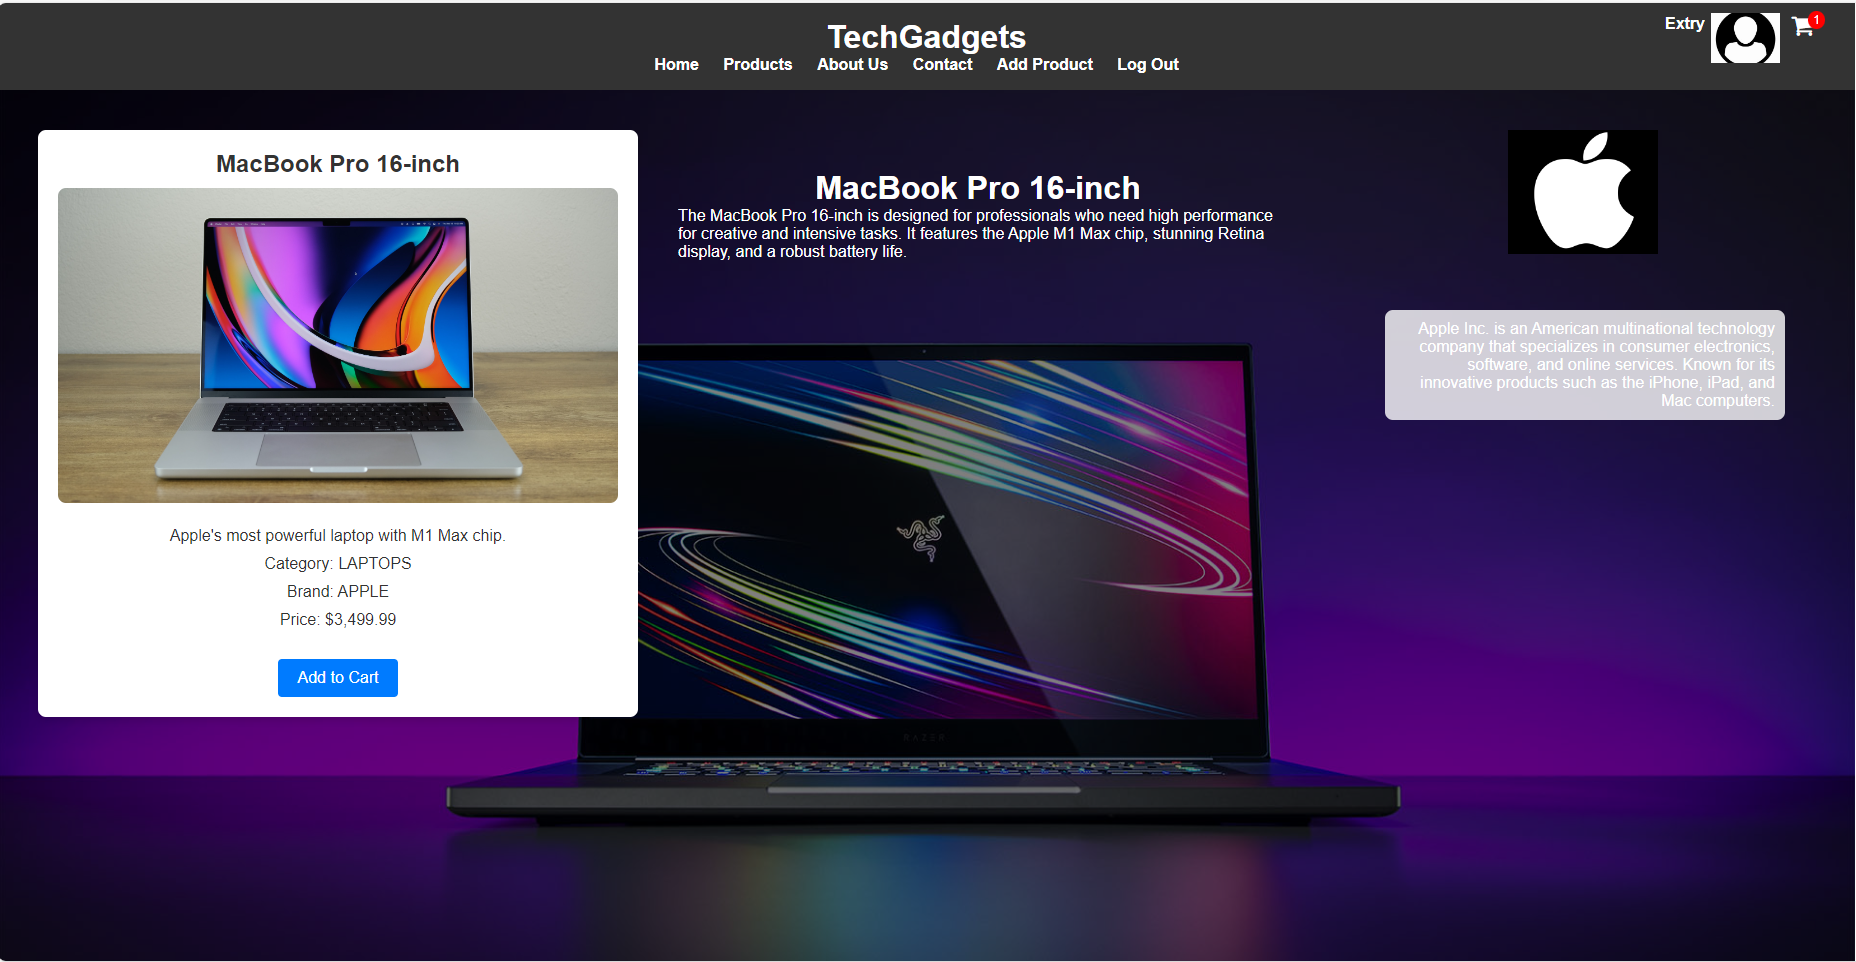 TechGadgets
Home Products About Us Contact Add Product Log Out
Extry
1
MacBook Pro 16-inch
Apple's most powerful laptop with M1 Max chip.
Category: LAPTOPS
Brand: APPLE
Price: $3,499.99
Add to Cart
MacBook Pro 16-inch
The MacBook Pro 16-inch is designed for professionals who need high performance
for creative and intensive tasks. It features the Apple M1 Max chip, stunning Retina
display, and a robust battery life.
RAZER
Apple Inc. is an American multinational technology
company that specializes in consumer electronics,
software, and online services. Known for its
innovative products such as the iPhone, iPad, and
Mac computers.